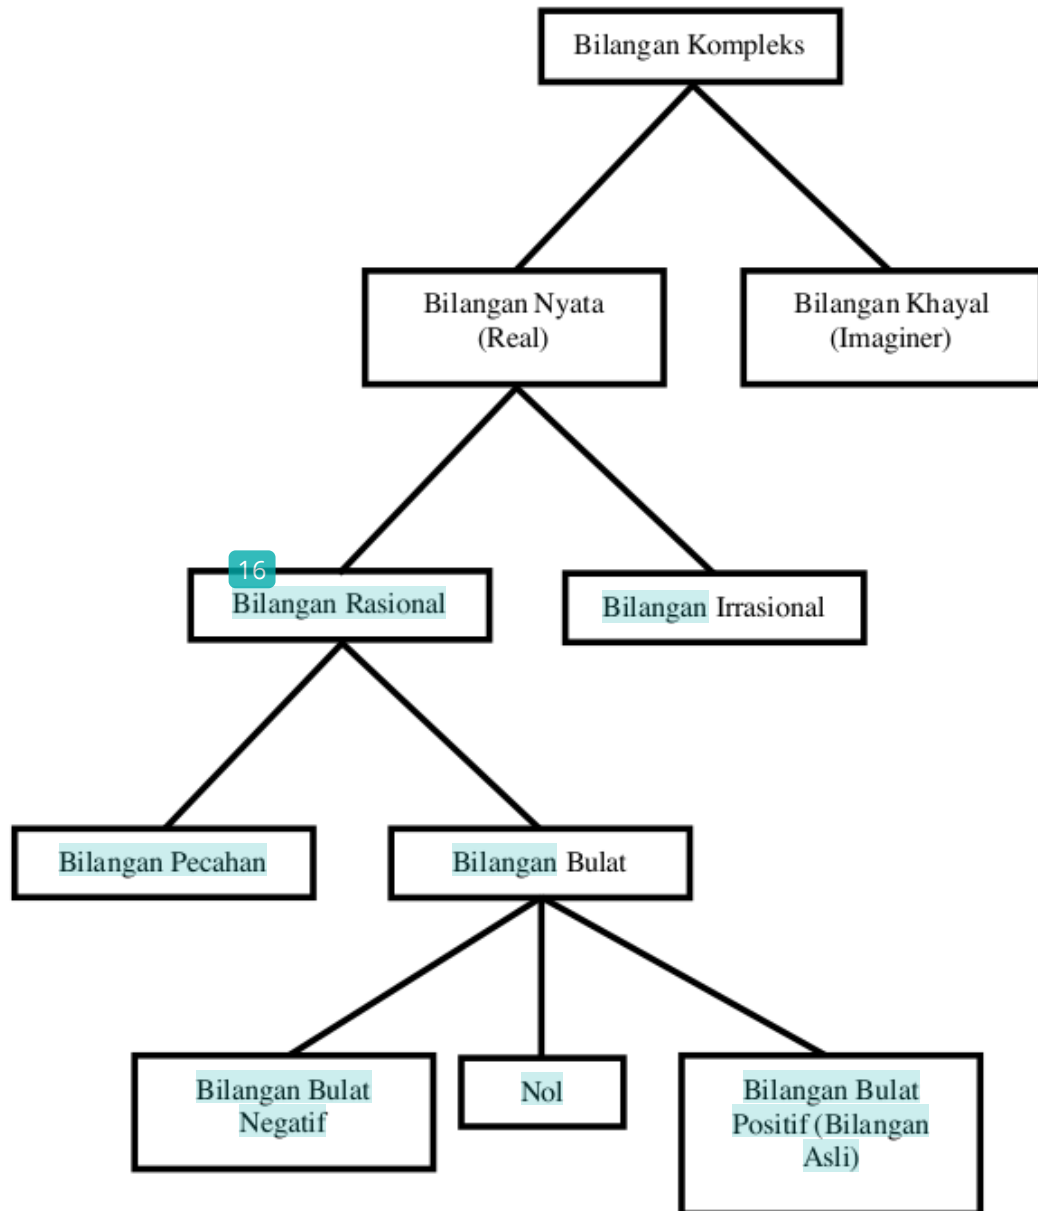 Bilangan Kompleks
Bilangan Nyata
(Real)
Bilangan Khayal
(Imaginer)
16
Bilangan Rasional
Bilangan Irrasional
Bilangan Pecahan
Bilangan Bulat
Bilangan Bulat
Negatif
Nol
Bilangan Bulat
Positif (Bilangan
Asli)